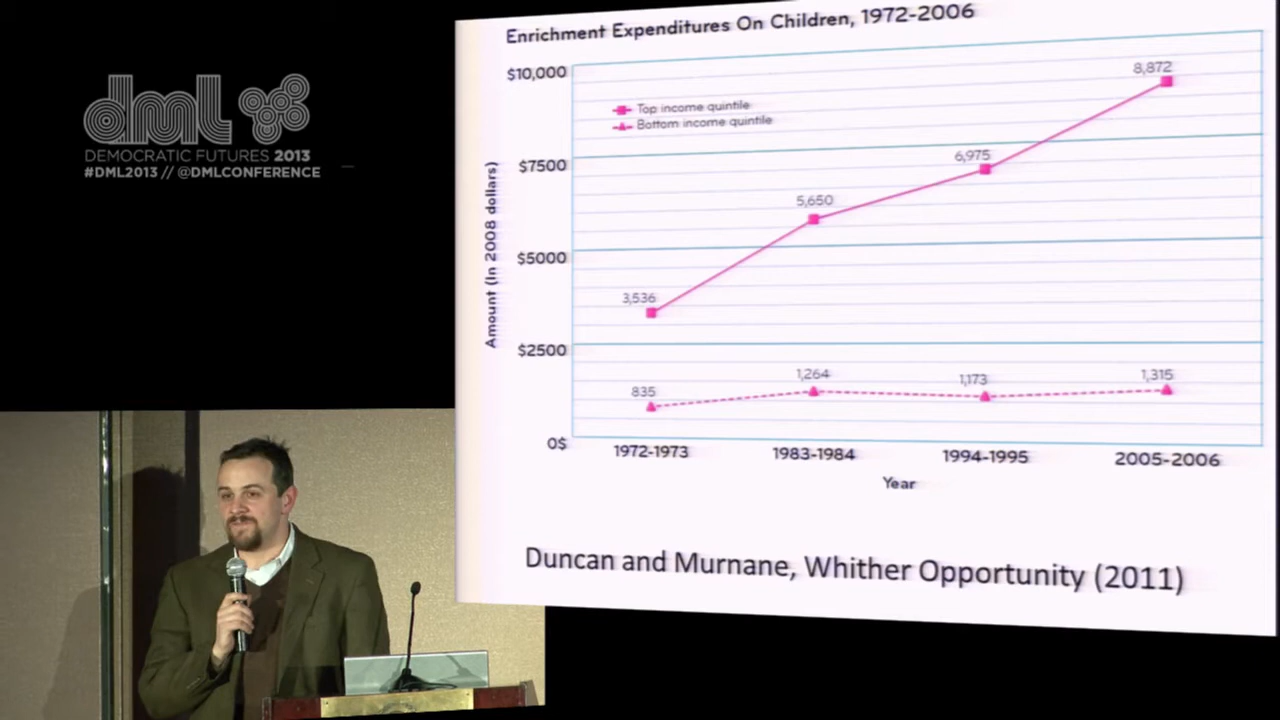 dml
DEMOCRATIC FUTURES 2013
#DML2013 // @DMLCONFERENCE
Enrichment Expenditures On Children, 1972-2006
$10,000
$7500
$5000
$2500
0$
Amount (In 2008 dollars)
Top income quintile
Bottom income quintile
3,536
5,650
6,975
8,872
835
1,264
1,173
1,315
1972-1973
1983-1984
1994-1995
2005-2006
Year
Duncan and Murnane, Whither Opportunity (2011)